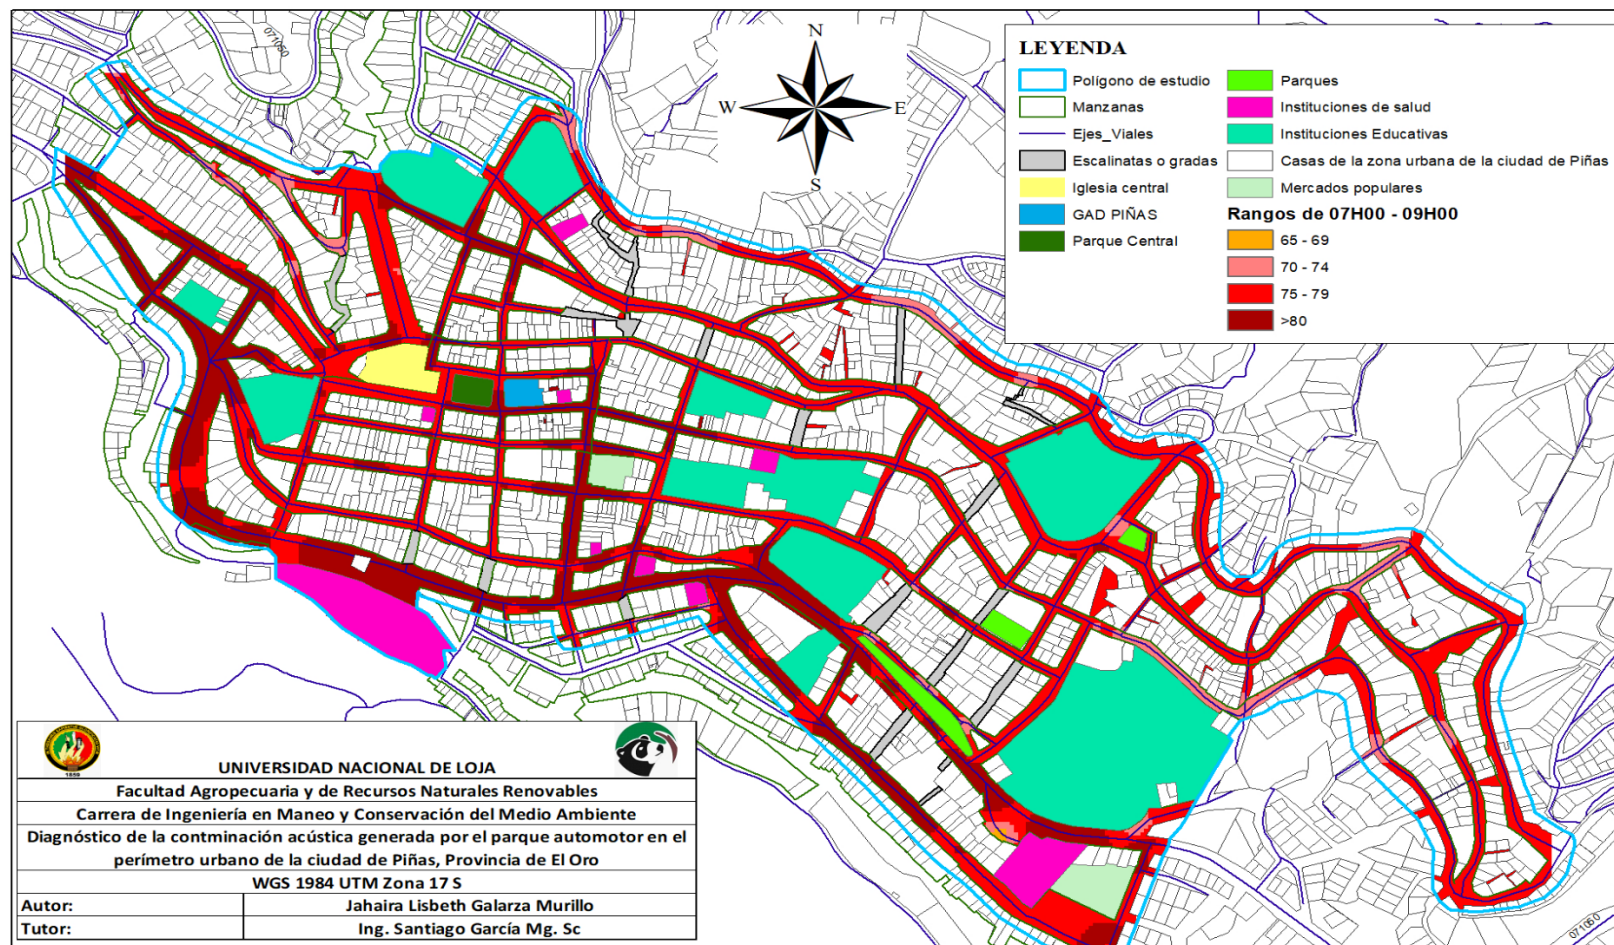 071050
N
W
E
S
LEYENDA
Polígono de estudio
Manzanas
Ejes_Viales
Escalinatas o gradas
Iglesia central
GAD PIÑAS
Parque Central
Parques
Instituciones de salud
Instituciones Educativas
Casas de la zona urbana de la ciudad de Piñas
Mercados populares
Rangos de 07H00 - 09H00
65 - 69
70 - 74
75 - 79
>80
1859
UNIVERSIDAD NACIONAL DE LOJA
Facultad Agropecuaria y de Recursos Naturales Renovables
Carrera de Ingeniería en Maneo y Conservación del Medio Ambiente
Diagnóstico de la contminación acústica generada por el parque automotor en el
perímetro urbano de la ciudad de Piñas, Provincia de El Oro
WGS 1984 UTM Zona 17 S
Autor: Jahaira Lisbeth Galarza Murillo
Tutor: Ing. Santiago García Mg. Sc
071050